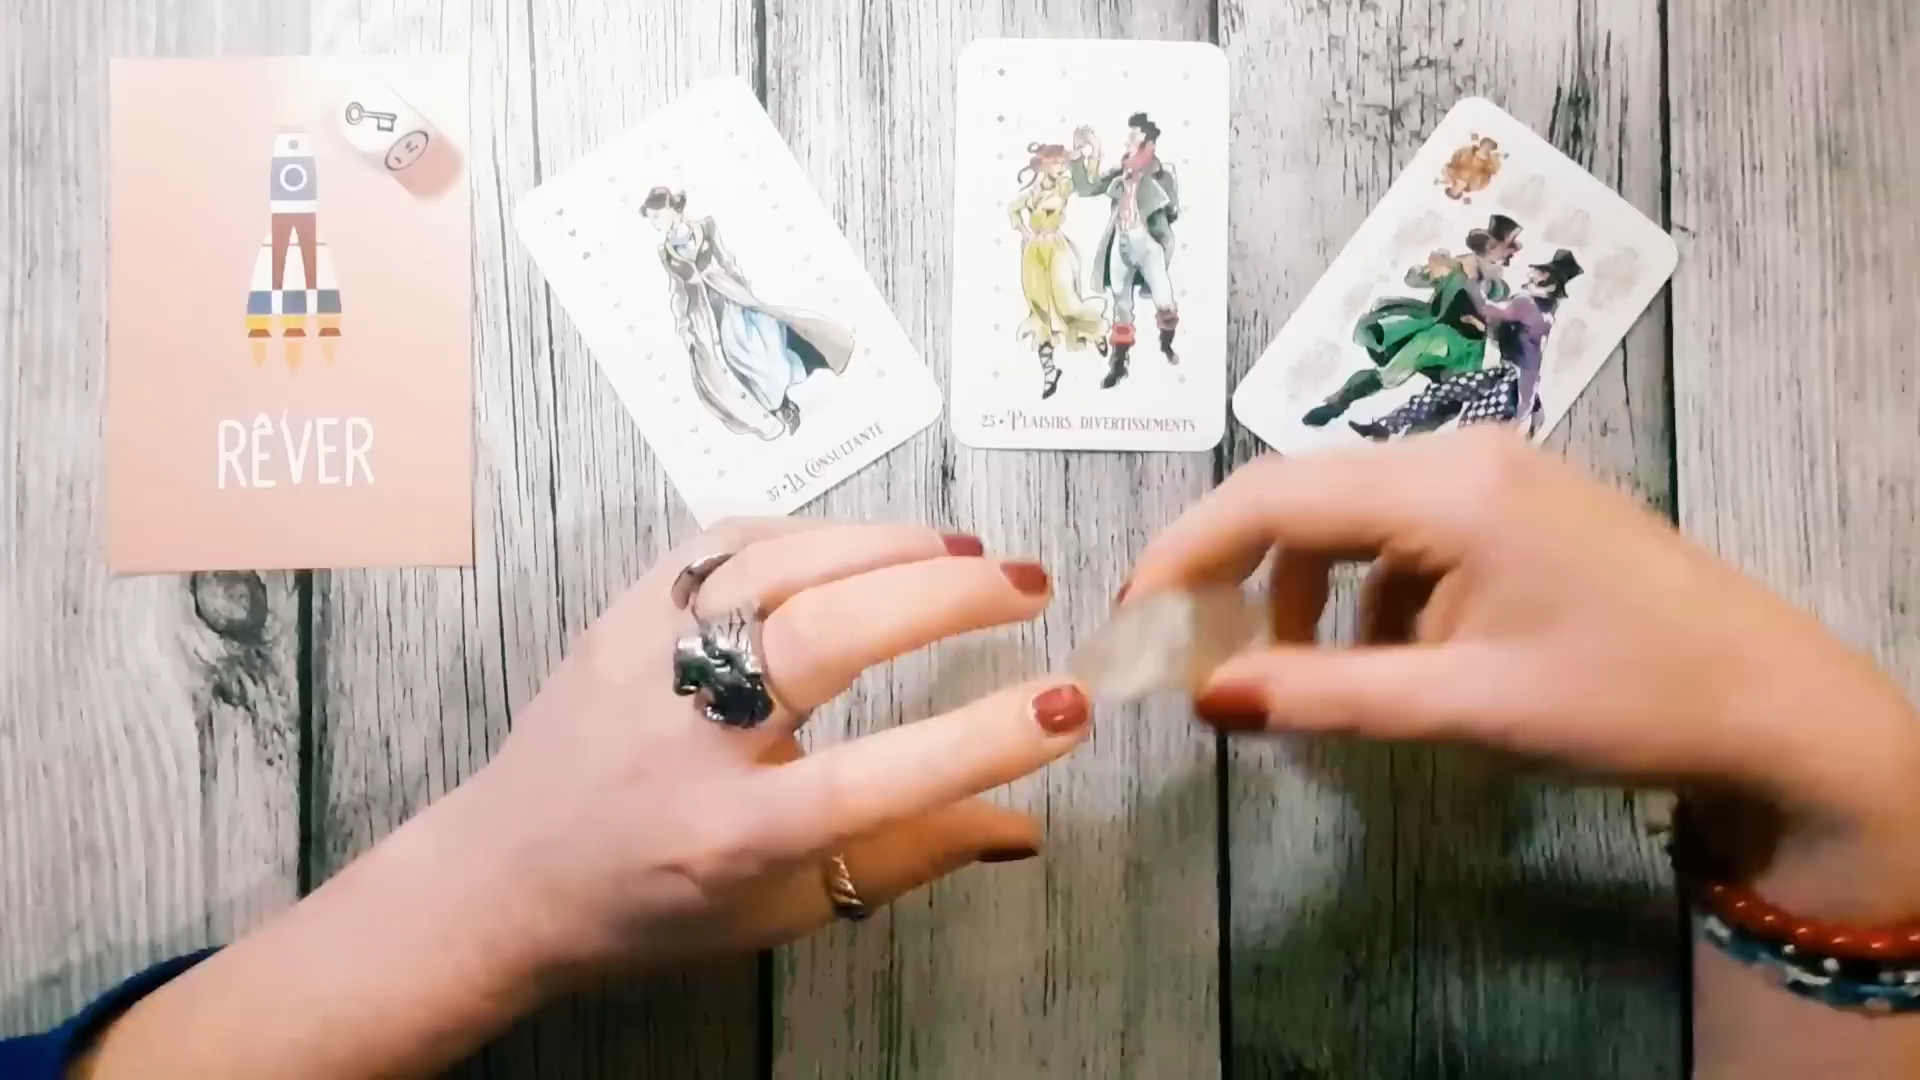 RÊVER
37 • LA CONSULTANTE
25 • PLAISIRS, DIVERTISSEMENTS